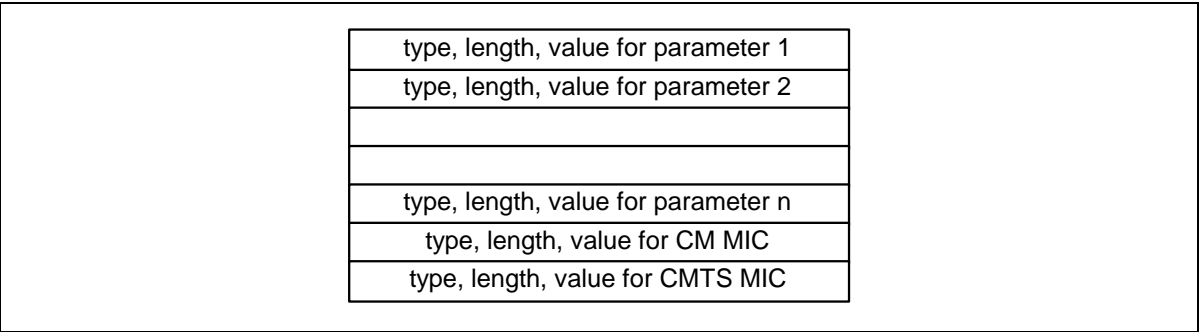 type, length, value for parameter 1
type, length, value for parameter 2
type, length, value for parameter n
type, length, value for CM MIC
type, length, value for CMTS MIC